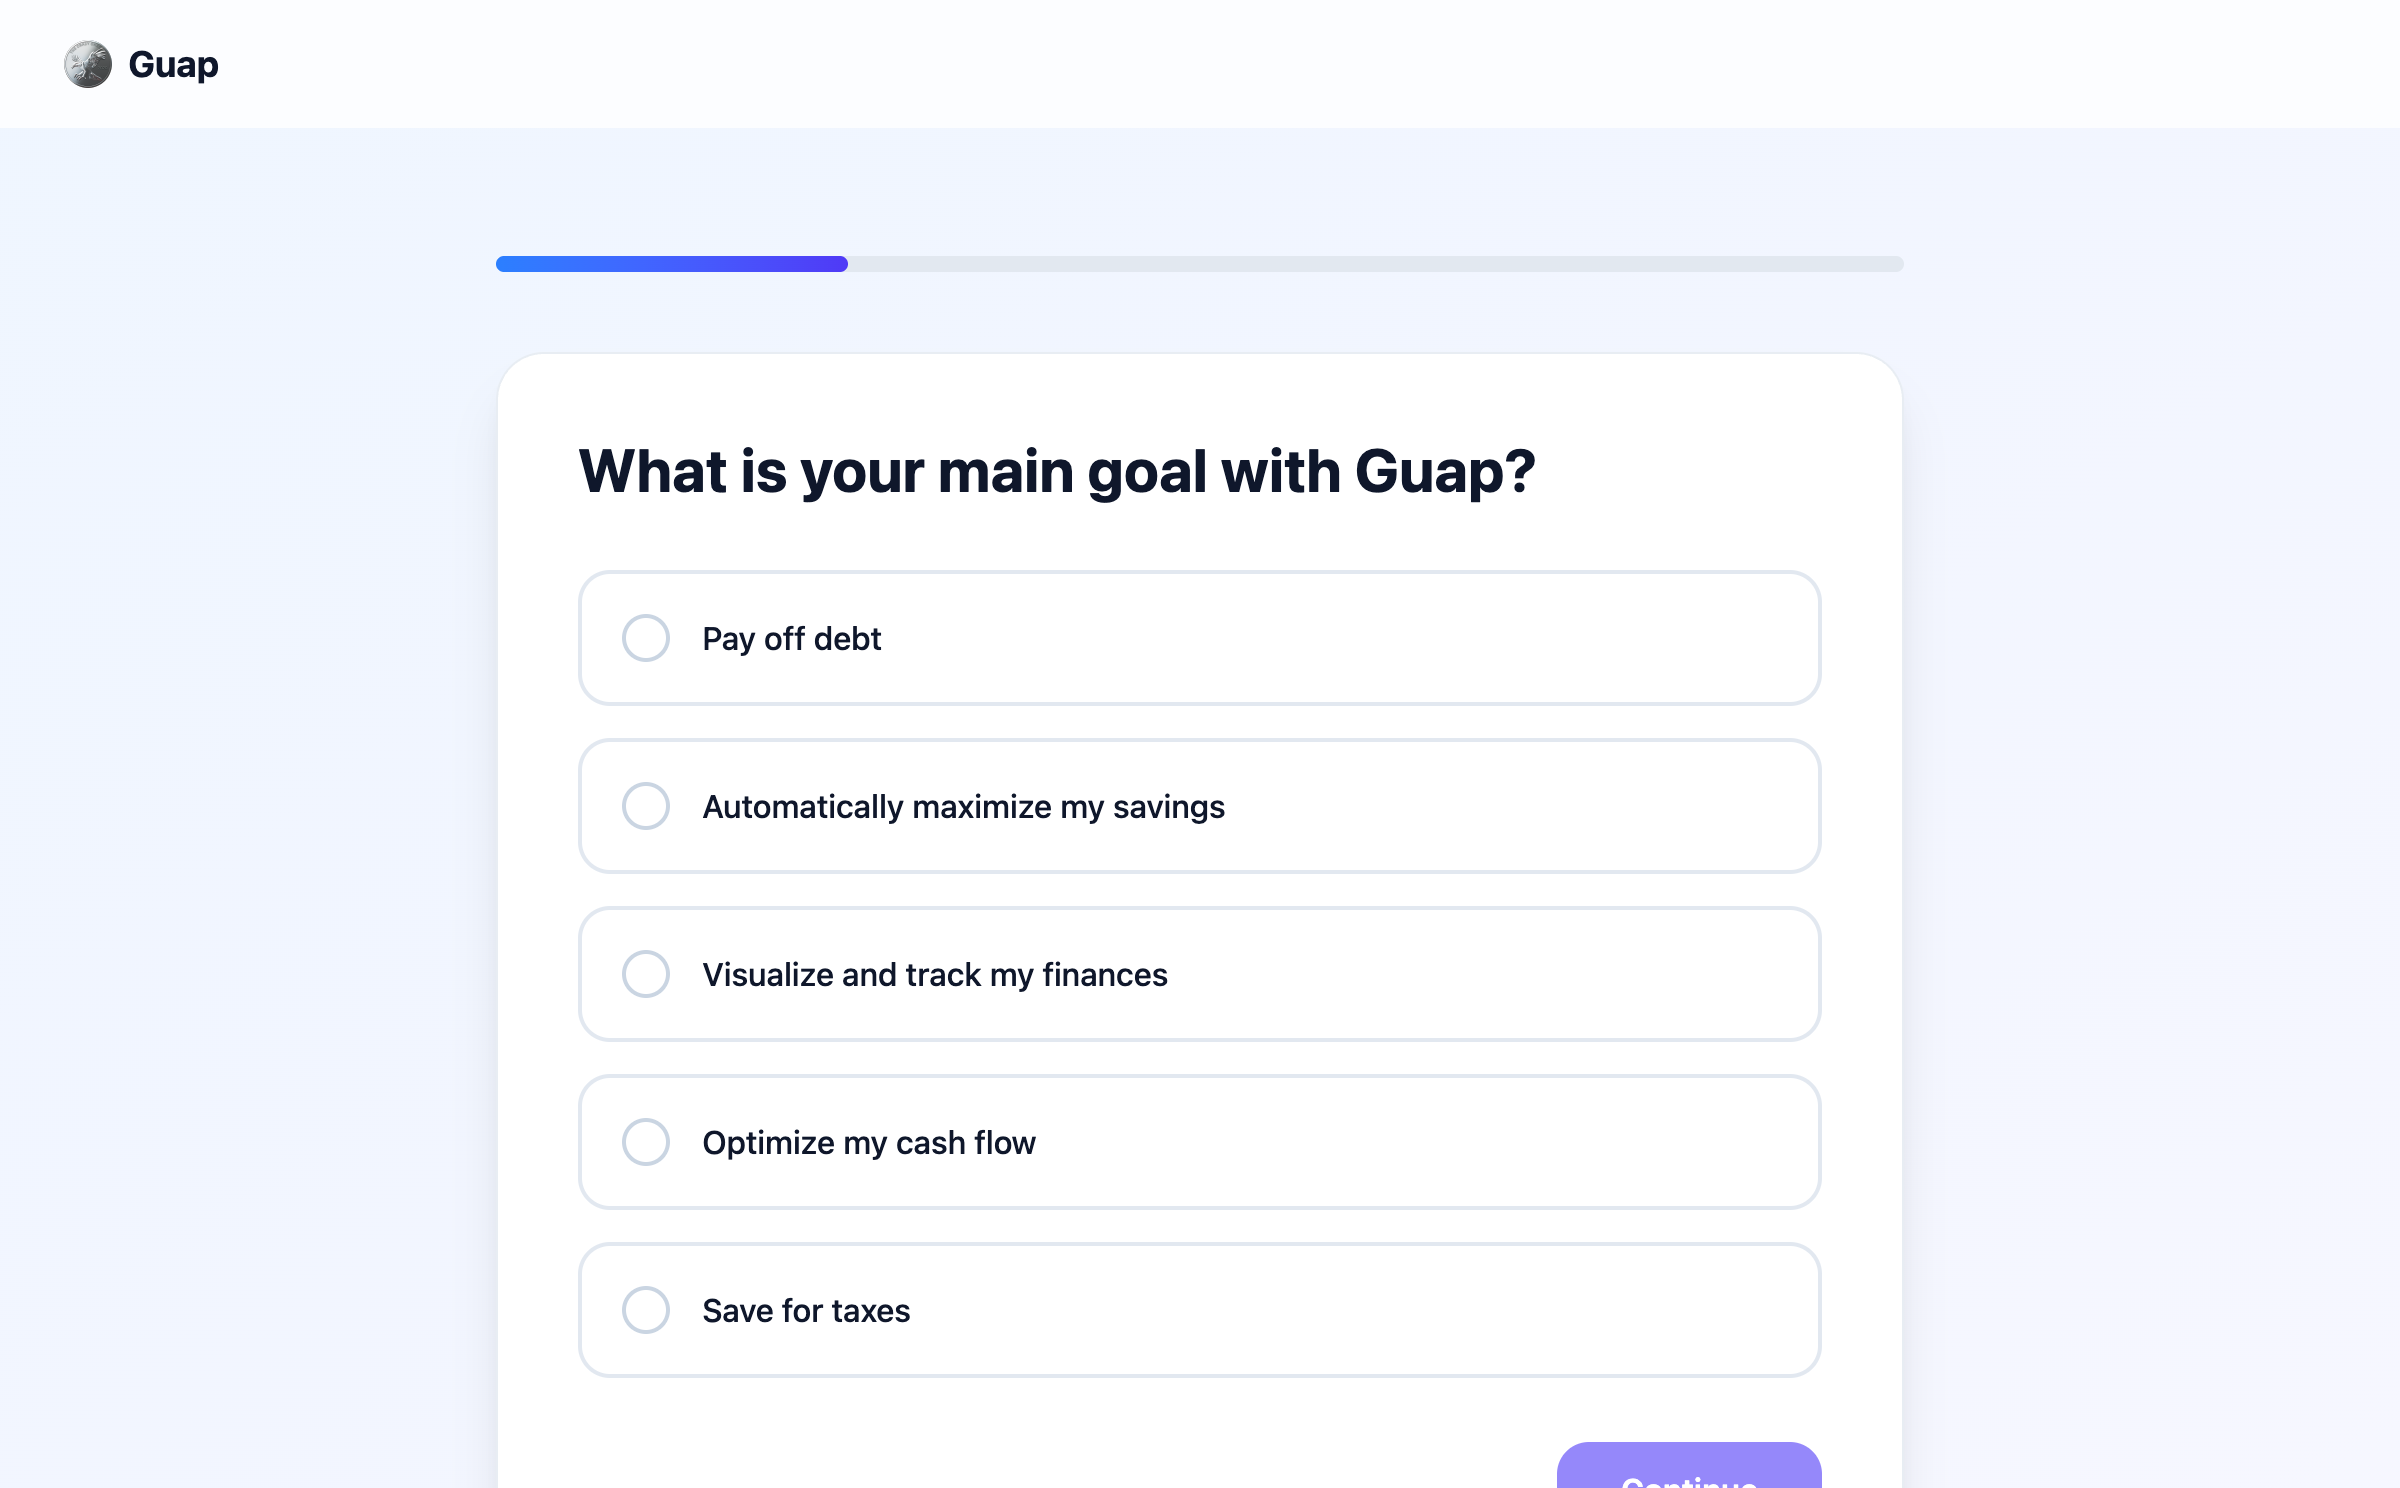 Guap
What is your main goal with Guap?
Pay off debt
Automatically maximize my savings
Visualize and track my finances
Optimize my cash flow
Save for taxes
Continue